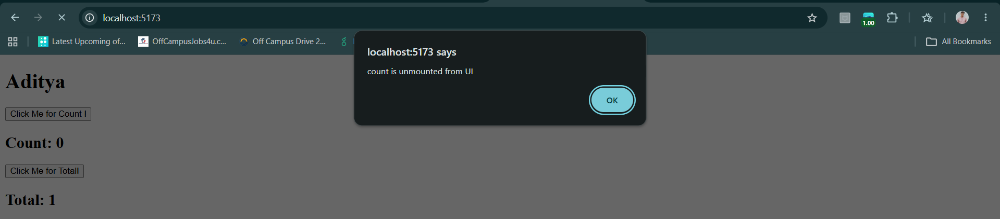 localhost:5173
1.00
Latest Upcoming of...
OffCampusJobs4u.c...
Off Campus Drive 2...
All Bookmarks
localhost:5173 says
count is unmounted from UI
OK
Aditya
Click Me for Count !
Count: 0
Click Me for Total!
Total: 1